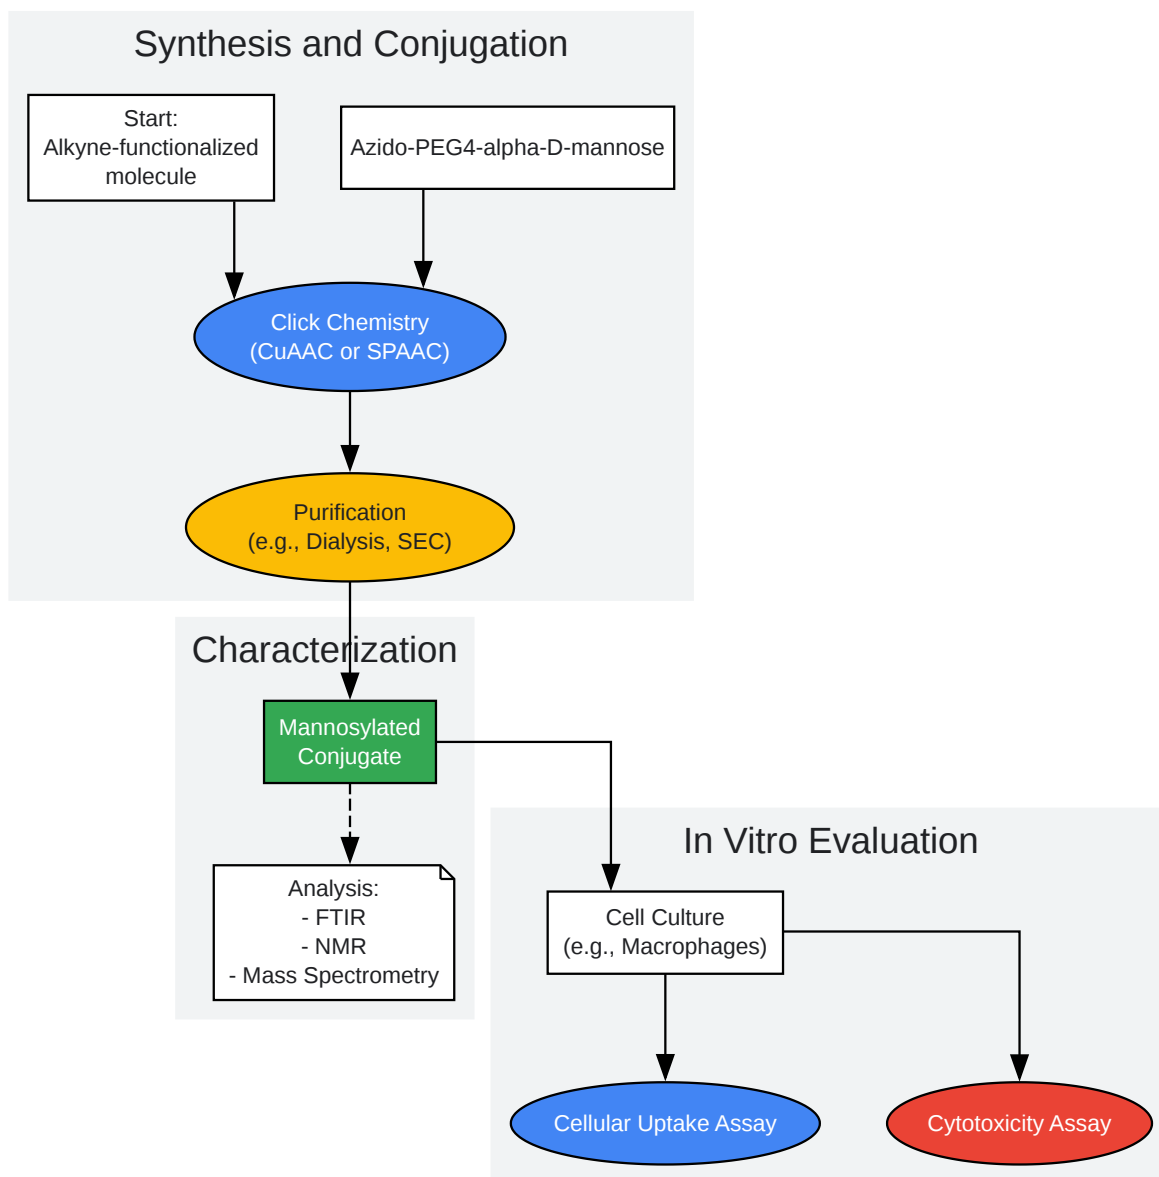 Synthesis and Conjugation
Start:
Alkyne-functionalized
molecule
Azido-PEG4-alpha-D-mannose
Click Chemistry
(CuAAC or SPAAC)
Purification
(e.g., Dialysis, SEC)
Characterization
Mannosylated
Conjugate
Analysis:
- FTIR
- NMR
- Mass Spectrometry
In Vitro Evaluation
Cell Culture
(e.g., Macrophages)
Cellular Uptake Assay
Cytotoxicity Assay